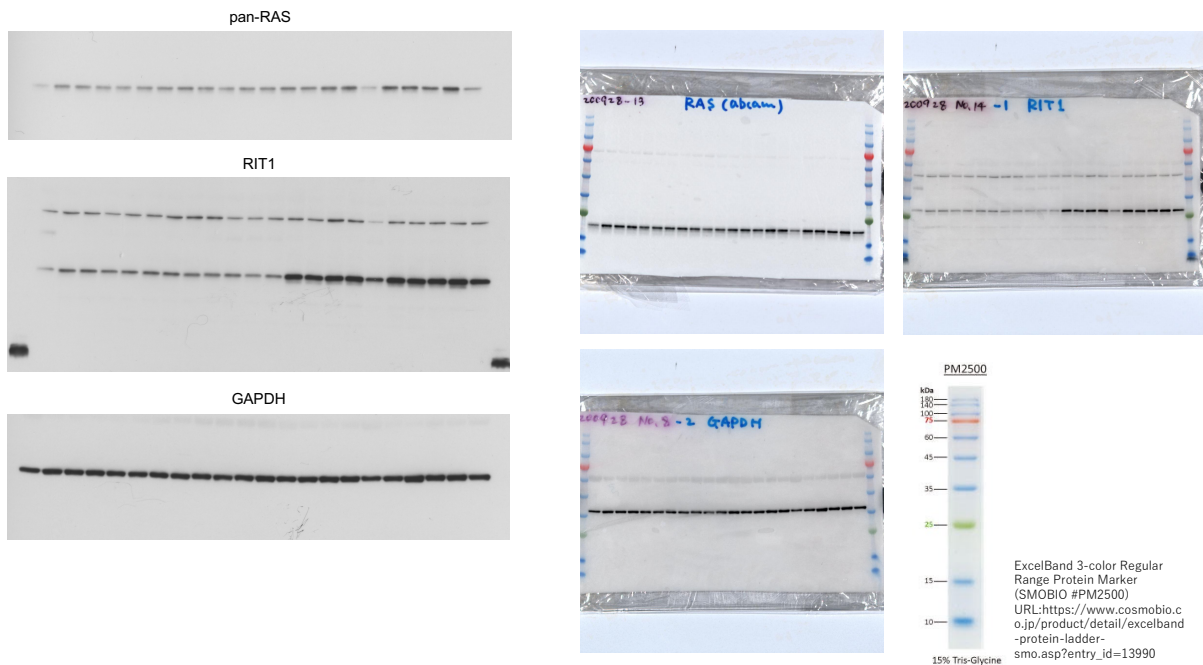 pan-RAS
RIT1
GAPDH
200928-13 RAS (abcam)
200928 No.14 -1 RIT1
200928 No.8 -2 GAPDH
PM2500
kDa
180
140
100
75
60
45
35
25
15
10
15% Tris-Glycine
ExcelBand 3-color Regular
Range Protein Marker
(SMOBIO #PM2500)
URL:https://www.cosmobio.c
o.jp/product/detail/excelband
-protein-ladder-
smo.asp?entry_id=13990